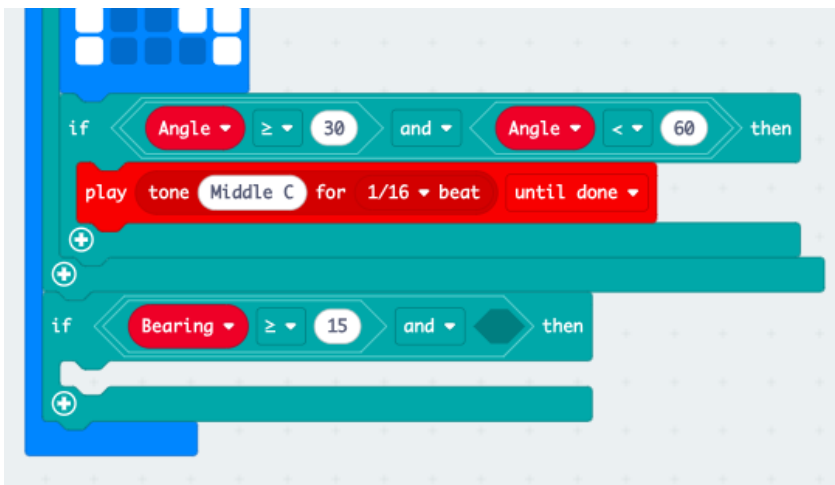 if Angle ≥ 30 and Angle < 60 then
play tone Middle C for 1/16 beat until done
if Bearing ≥ 15 and then